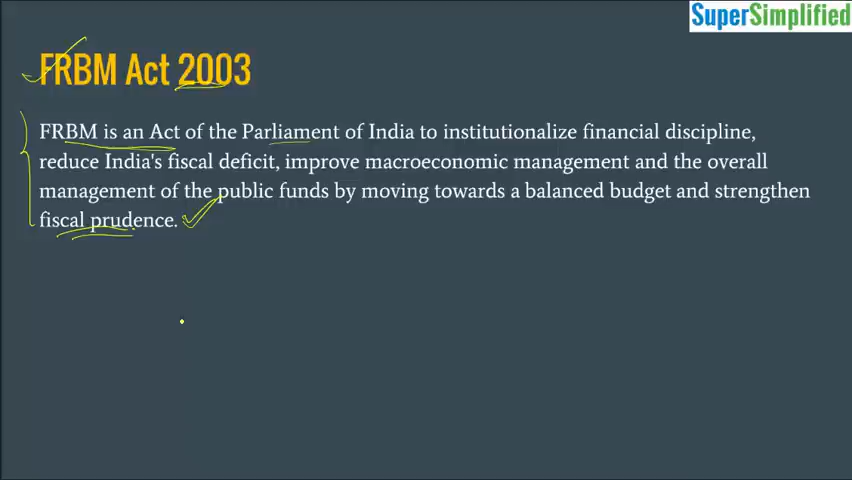 SuperSimplified
FRBM Act 2003
FRBM is an Act of the Parliament of India to institutionalize financial discipline,
reduce India's fiscal deficit, improve macroeconomic management and the overall
management of the public funds by moving towards a balanced budget and strengthen
fiscal prudence.